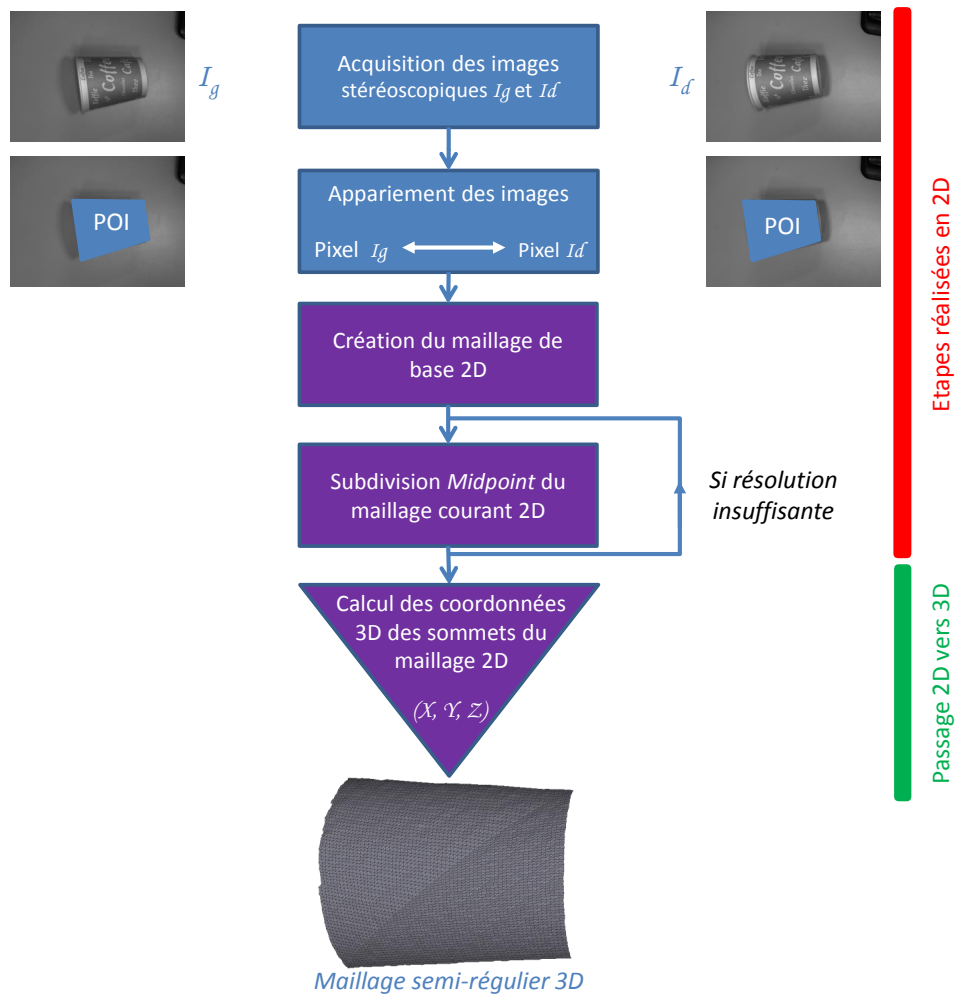 I_g
Acquisition des images
stéréoscopiques Ig et Id
I_d
Coffee
Coffee
POI
Appariement des images
Pixel Ig
Pixel Id
POI
Création du maillage de
base 2D
Subdivision Midpoint du
maillage courant 2D
Si résolution
insuffisante
Calcul des coordonnées
3D des sommets du
maillage 2D
(X, Y, Z)
Maillage semi-régulier 3D
Etapes réalisées en 2D
Passage 2D vers 3D